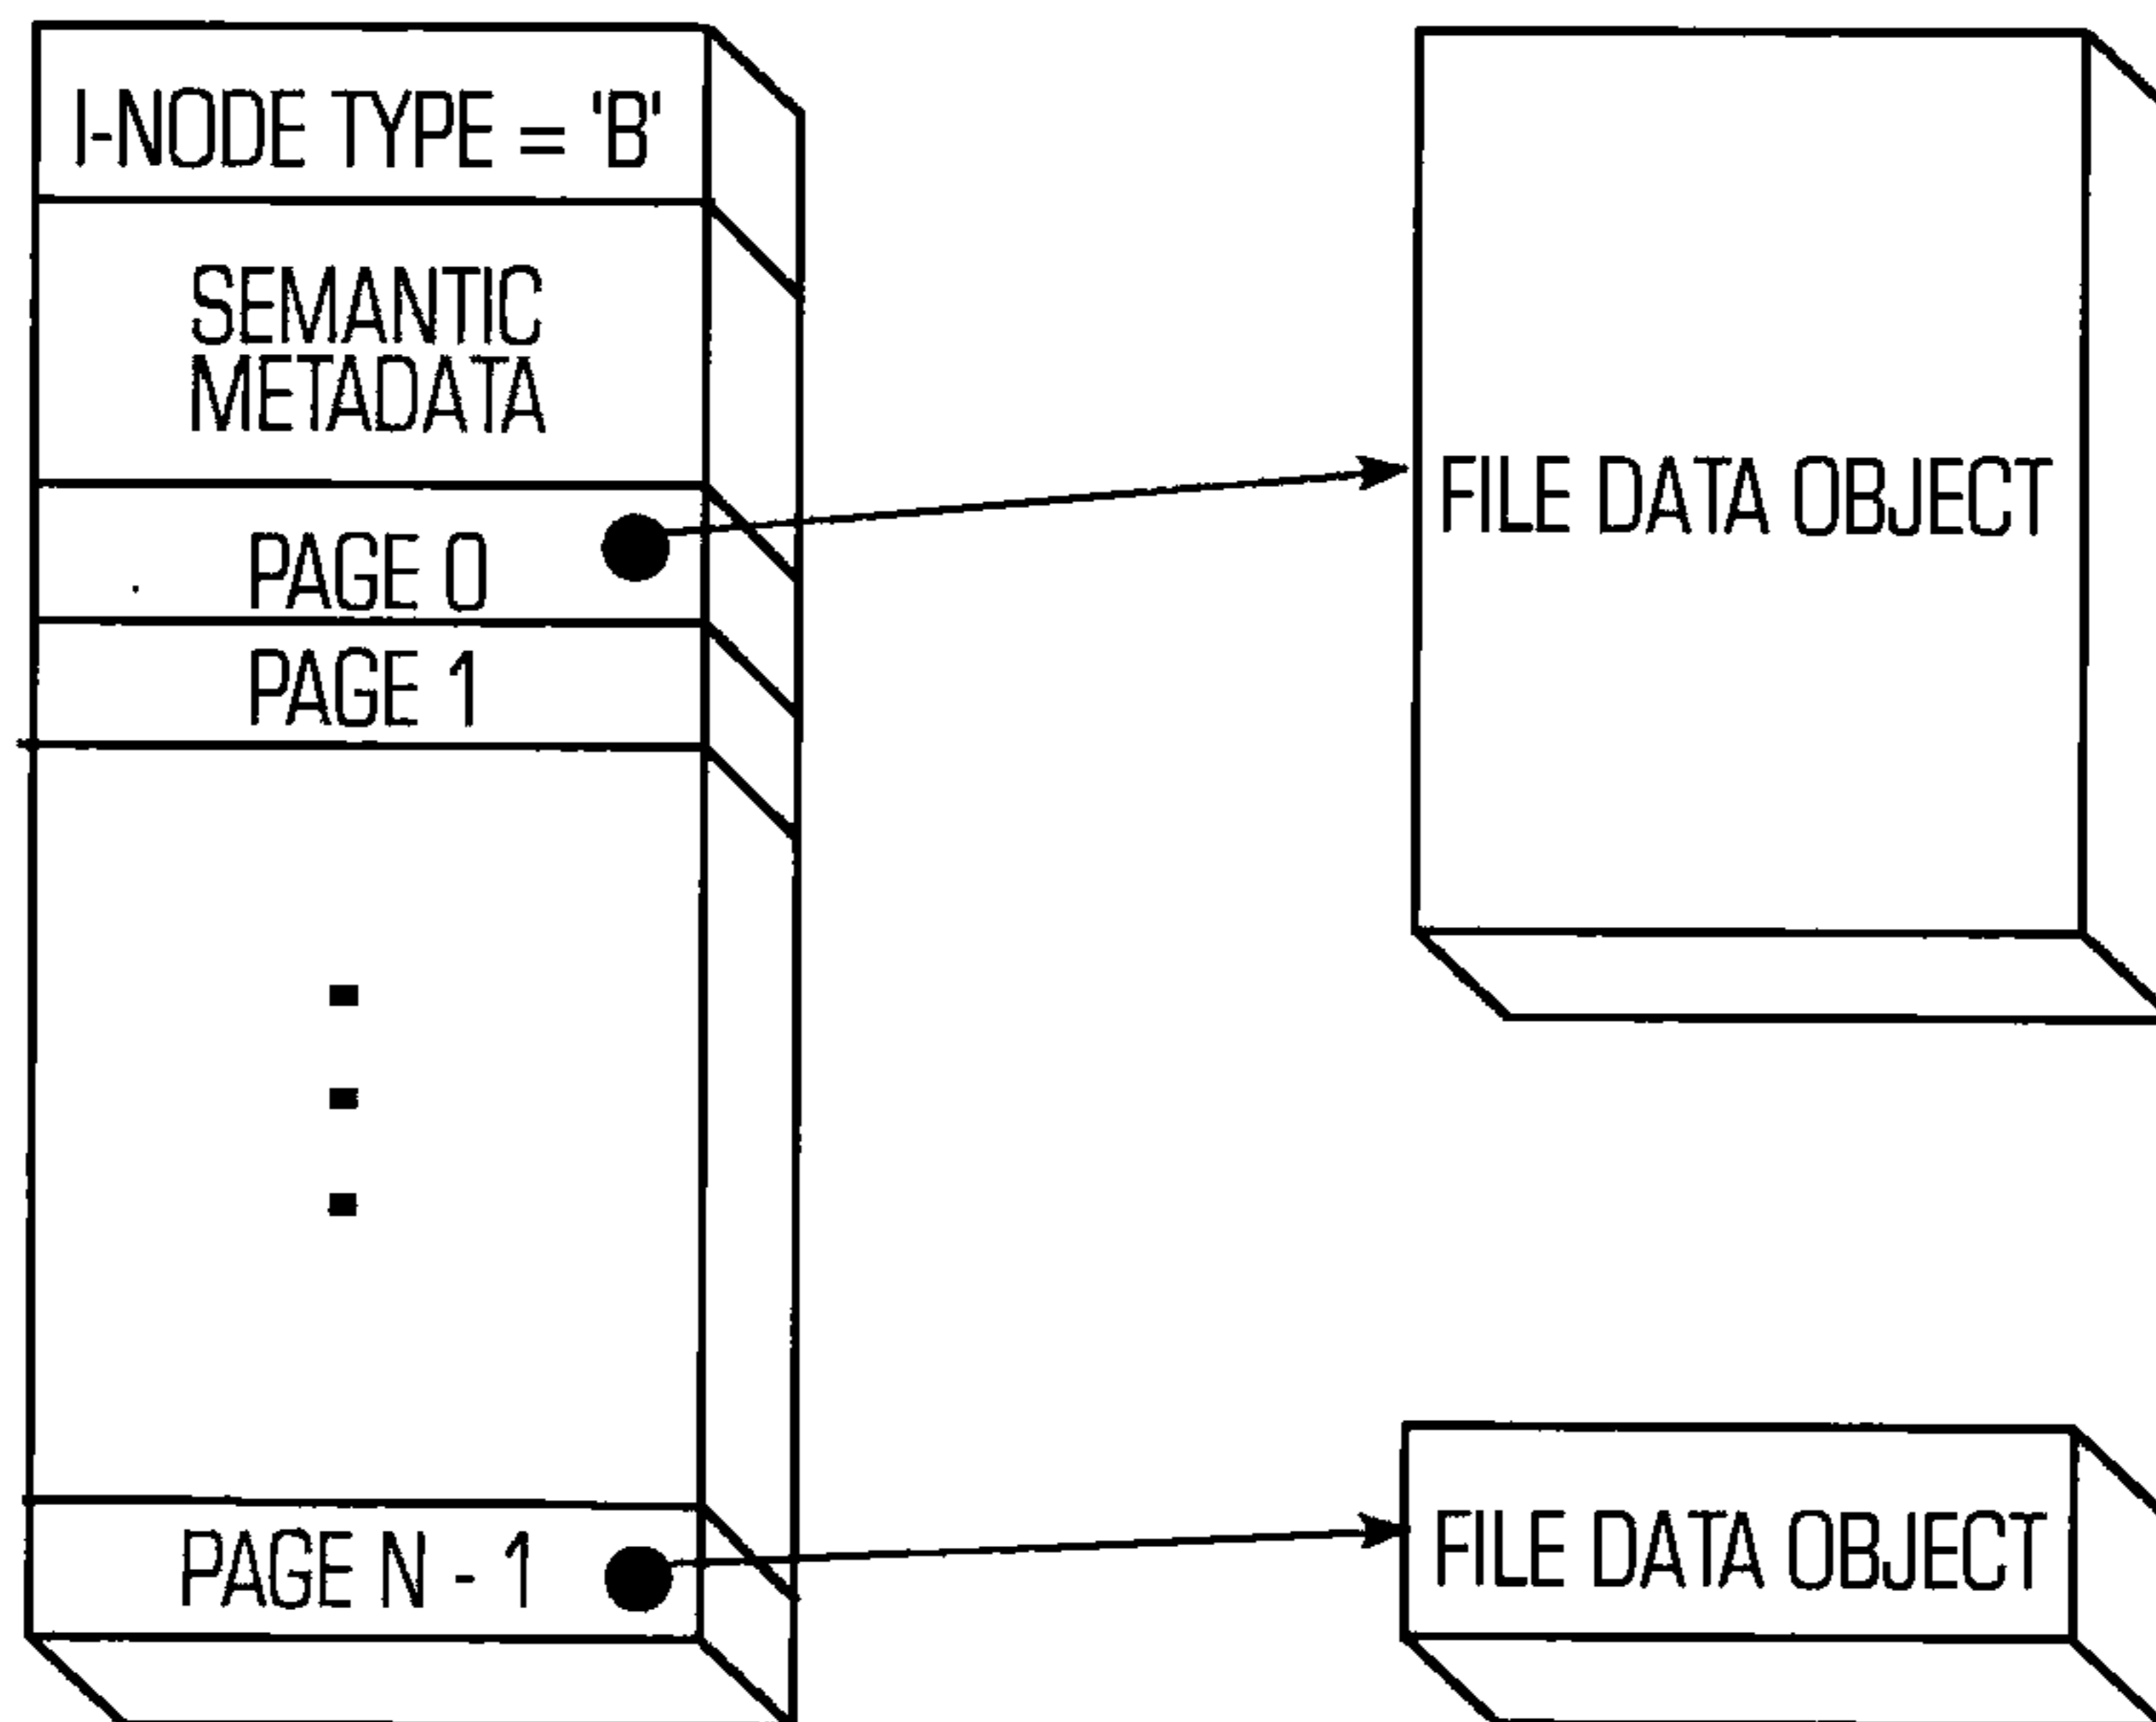 I-NODE TYPE = 'B'
SEMANTIC
METADATA
PAGE 0
PAGE 1
PAGE N - 1
FILE DATA OBJECT
FILE DATA OBJECT